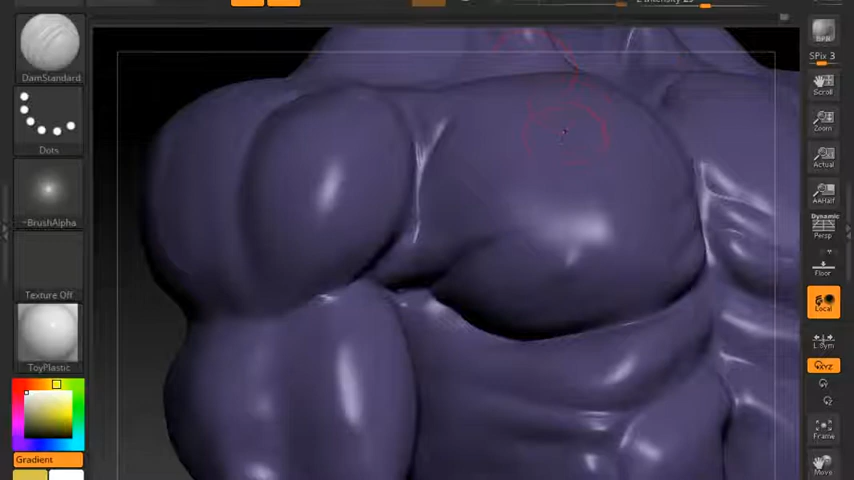 DamStandard
Dots
~BrushAlpha
Texture Off
ToyPlastic
Gradient
SPix 3
Scroll
Zoom
Actual
AAHalf
Dynamic
Persp
Floor
Local
L.Sym
XYZ
Frame
Move